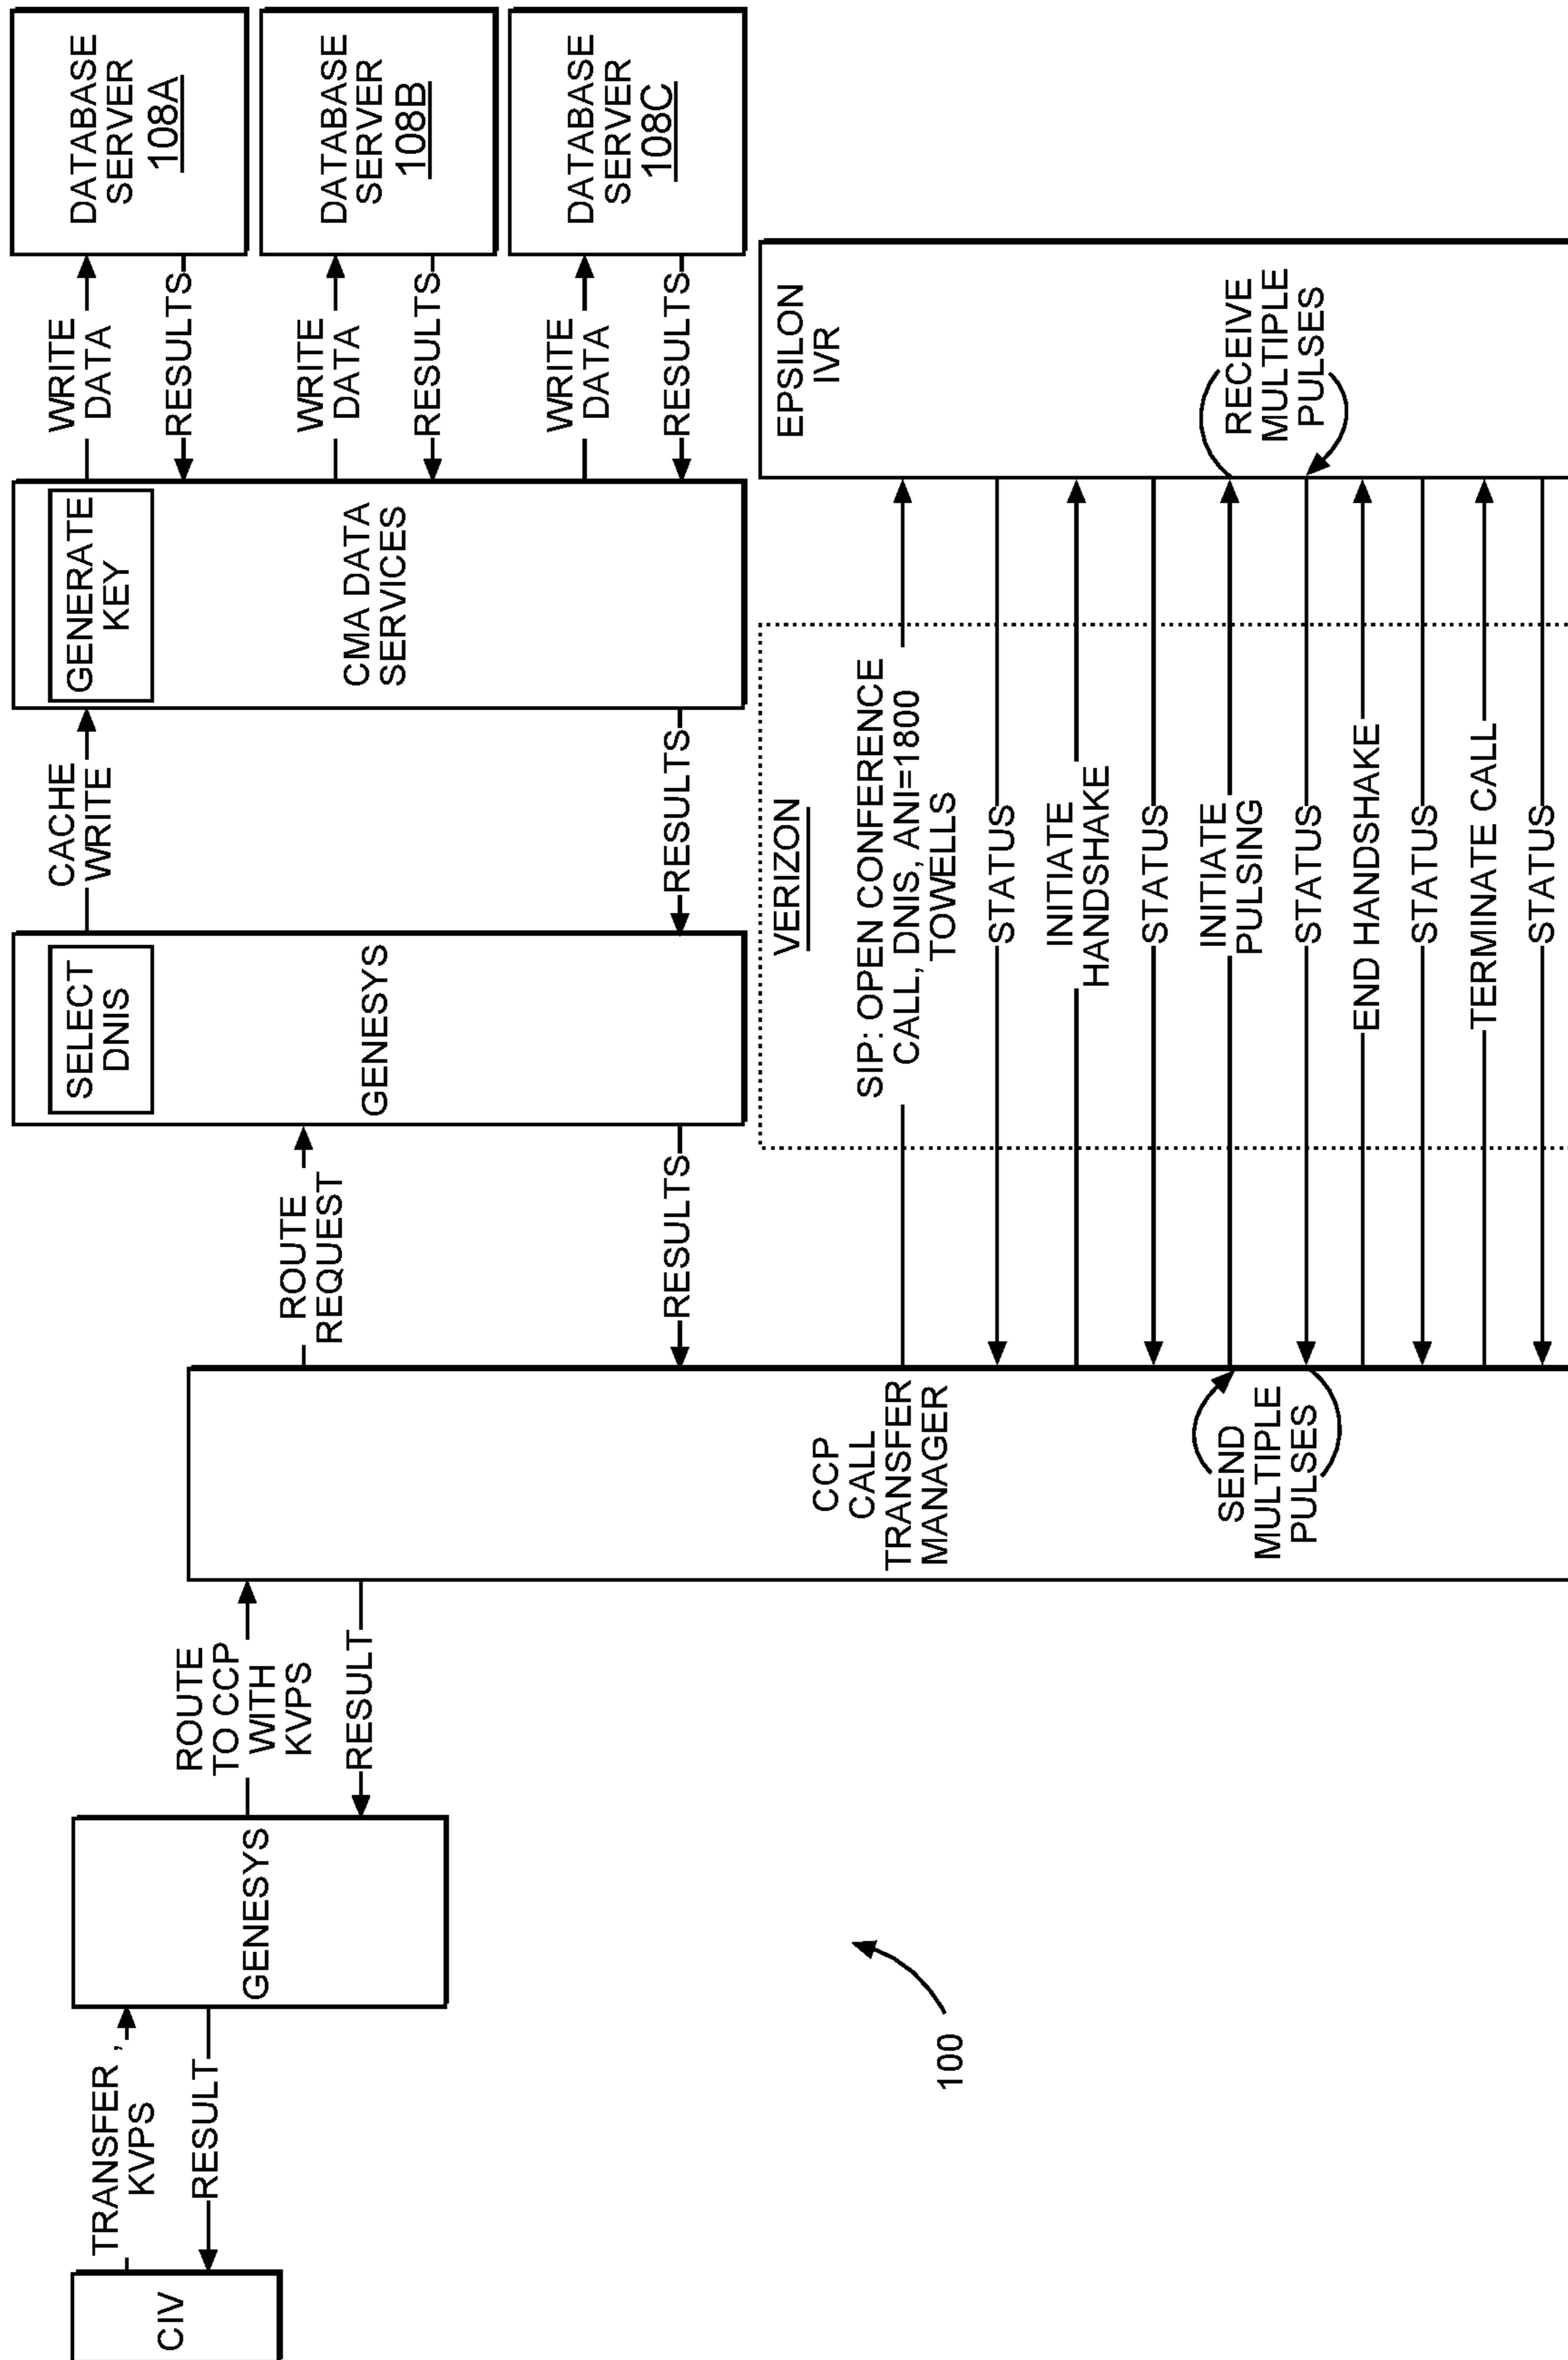 CIV
TRANSFER,
KVPS
RESULT
GENESYS
ROUTE
TO CCP
WITH
KVPS
RESULT
CCP
CALL
TRANSFER
MANAGER
SEND
MULTIPLE
PULSES
ROUTE
REQUEST
RESULTS
SELECT
DNIS
GENESYS
CACHE
WRITE
RESULTS
GENERATE
KEY
CMA DATA
SERVICES
WRITE
DATA
RESULTS
WRITE
DATA
RESULTS
WRITE
DATA
RESULTS
DATABASE
SERVER
108A
DATABASE
SERVER
108B
DATABASE
SERVER
108C
VERIZON
SIP: OPEN CONFERENCE
CALL, DNIS, ANI=1800
TOWELLS
STATUS
INITIATE
HANDSHAKE
STATUS
INITIATE
PULSING
STATUS
END HANDSHAKE
STATUS
TERMINATE CALL
STATUS
EPSILON
IVR
RECEIVE
MULTIPLE
PULSES
100